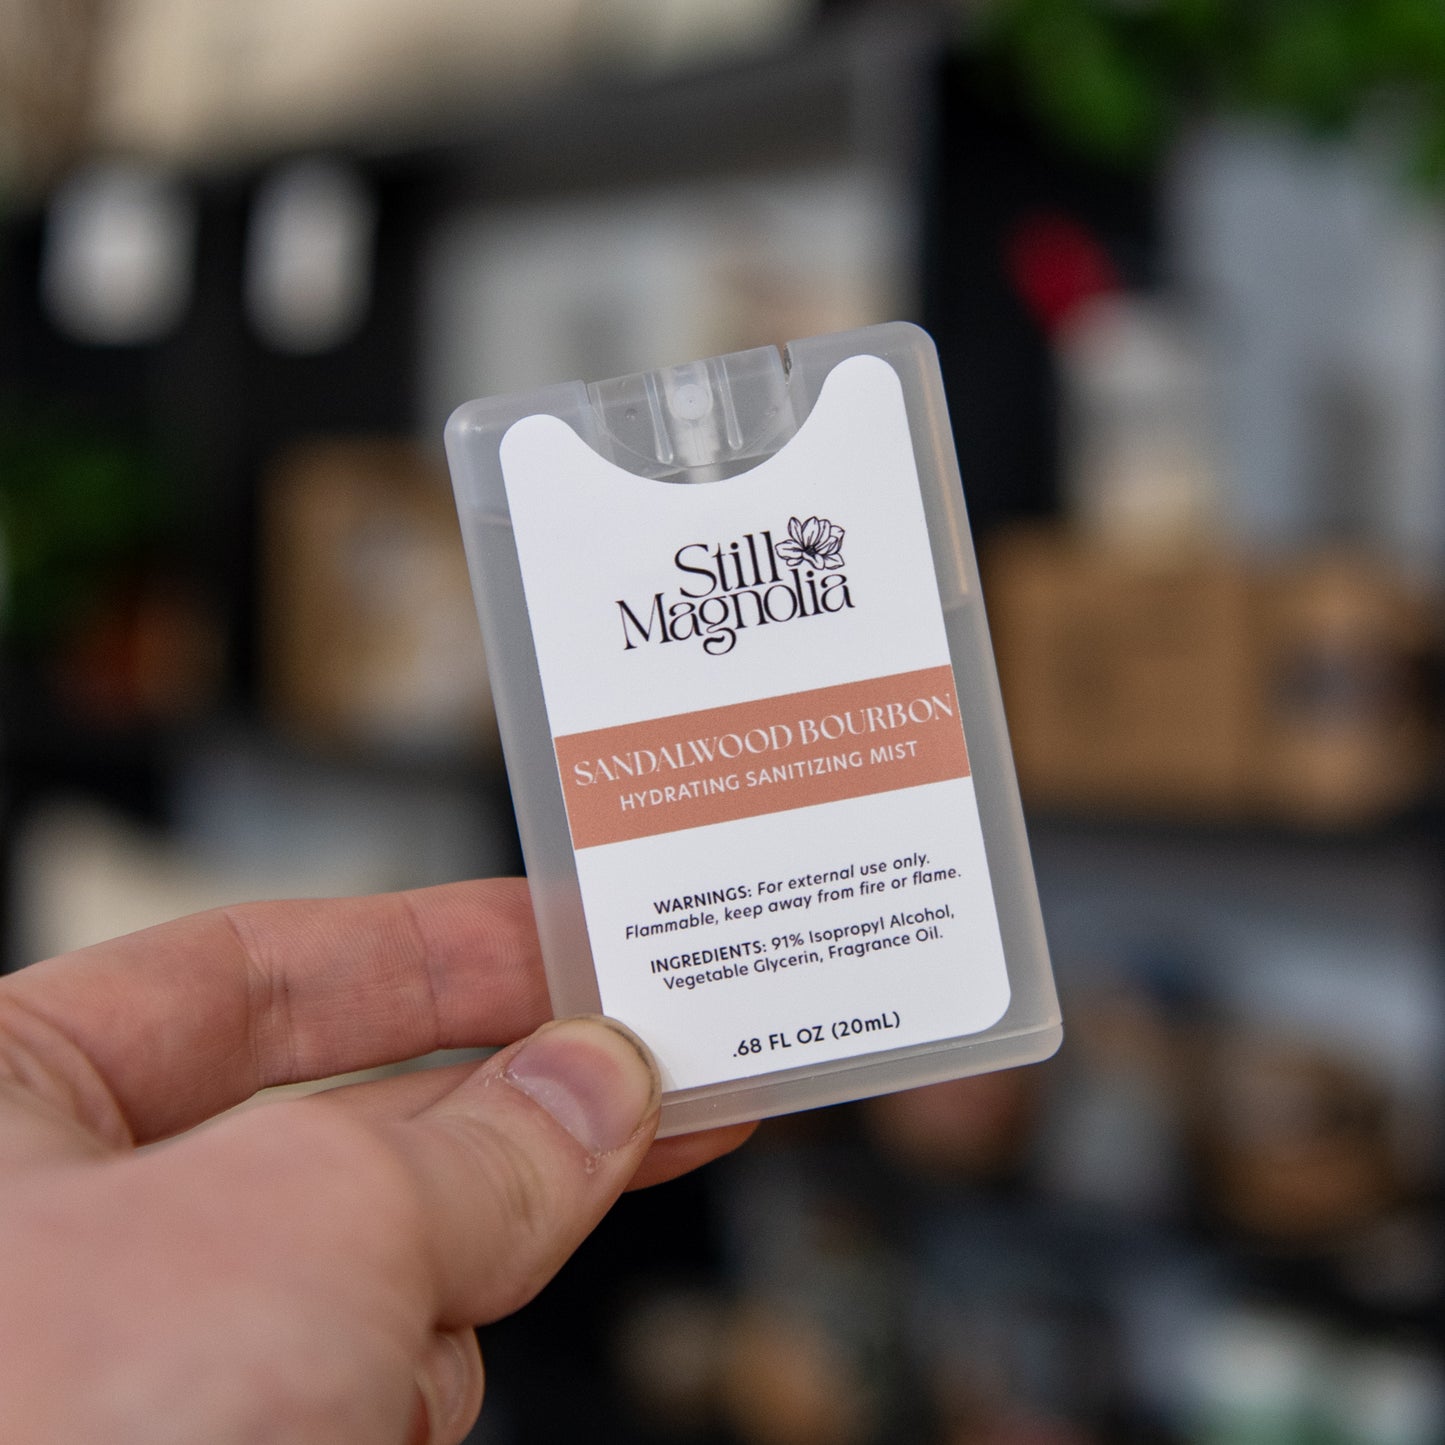 Still
Magnolia
SANDALWOOD BOURBON
HYDRATING SANITIZING MIST
WARNINGS: For external use only.
Flammable, keep away from fire or flame.
INGREDIENTS: 91% Isopropyl Alcohol,
Vegetable Glycerin, Fragrance Oil.
.68 FL OZ (20mL)